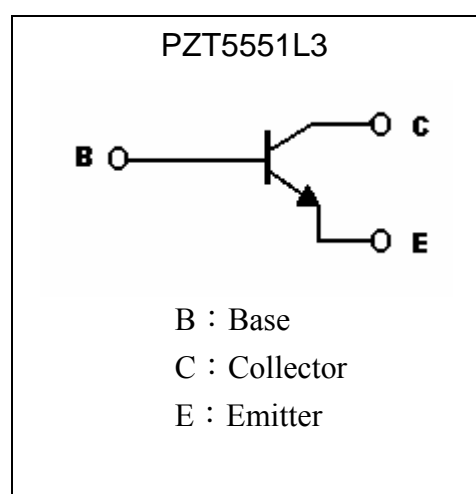 PZT5551L3
C
B
E
B：Base
C：Collector
E：Emitter